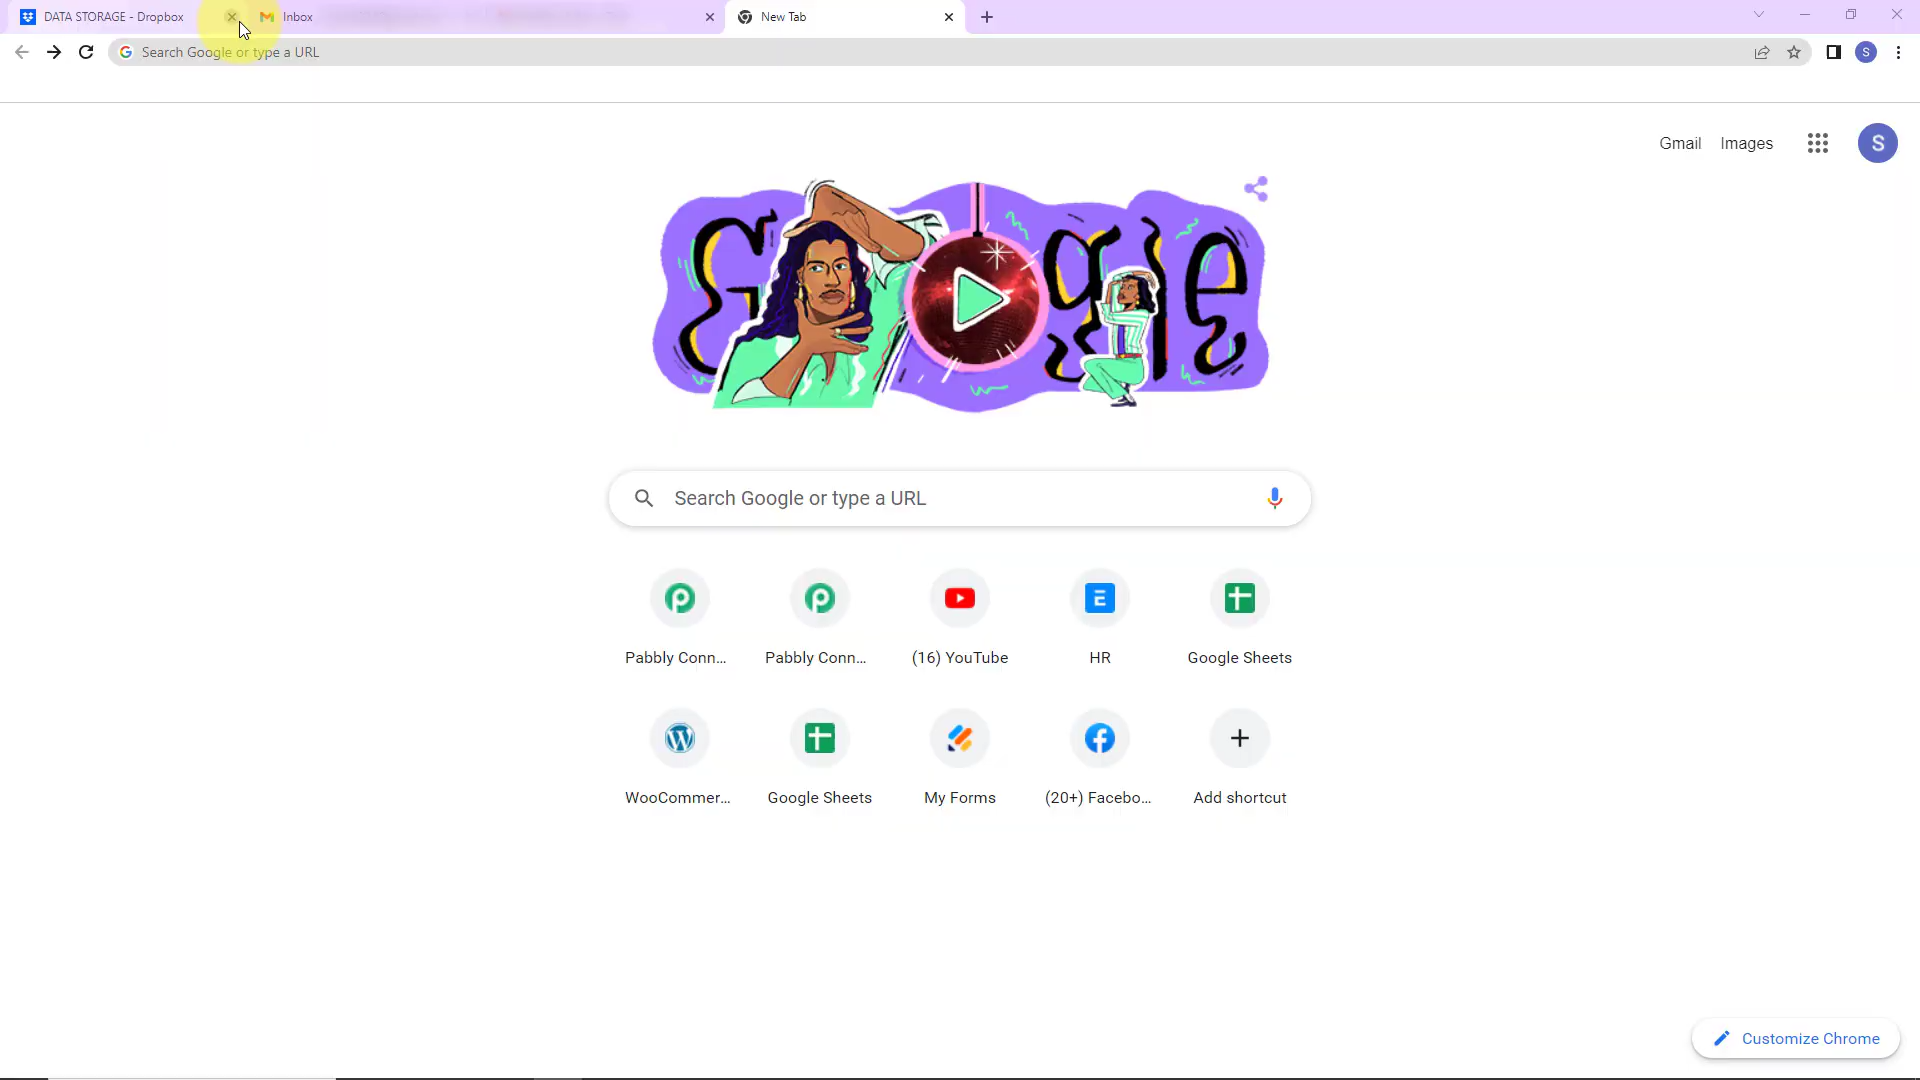 DATA STORAGE - Dropbox
Inbox
New Tab
Search Google or type a URL
S
Gmail
Images
S
Google
Search Google or type a URL
Pabbly Conn...
Pabbly Conn...
(16) YouTube
HR
Google Sheets
WooCommer...
Google Sheets
My Forms
(20+) Facebo...
Add shortcut
Customize Chrome